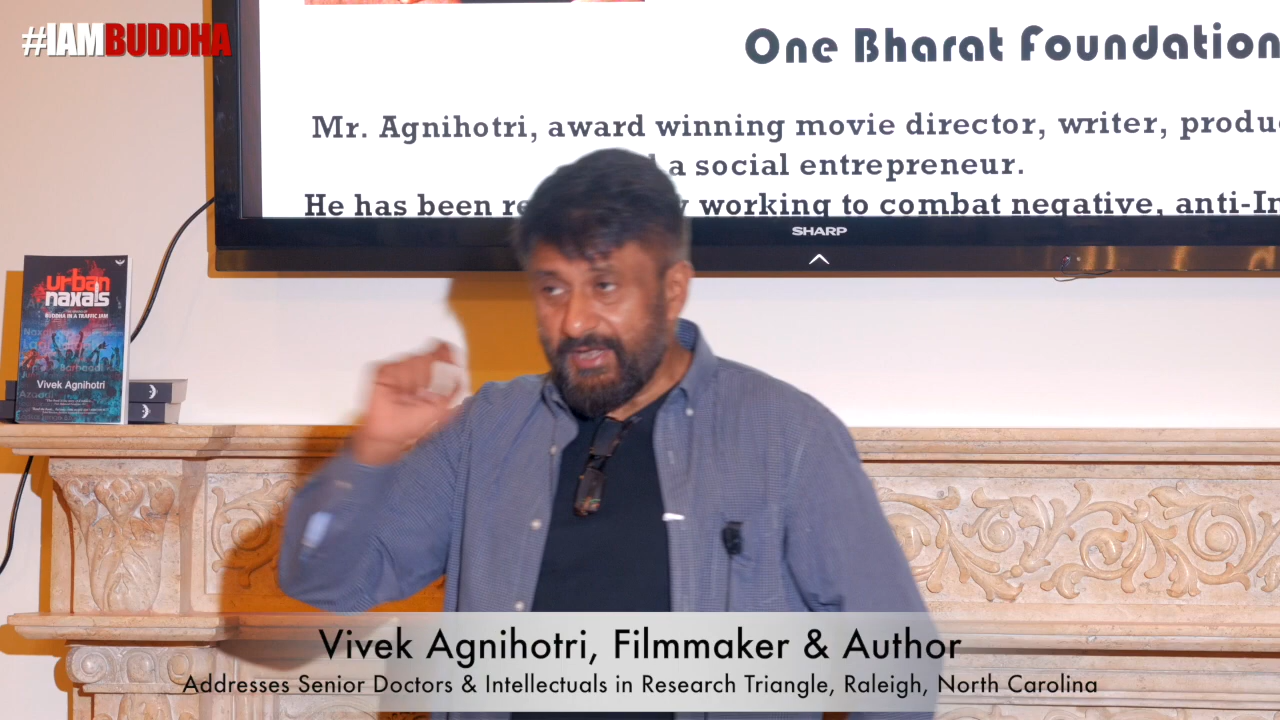 #IAMBUDDHA
One Bharat Foundation
Mr. Agnihotri, award winning movie director, writer, produ
a social entrepreneur.
He has been re working to combat negative, anti-In
SHARP
urban
naxals
BUDDHA IN A TRAFFIC JAM
Vivek Agnihotri
Vivek Agnihotri, Filmmaker & Author
Addresses Senior Doctors & Intellectuals in Research Triangle, Raleigh, North Carolina